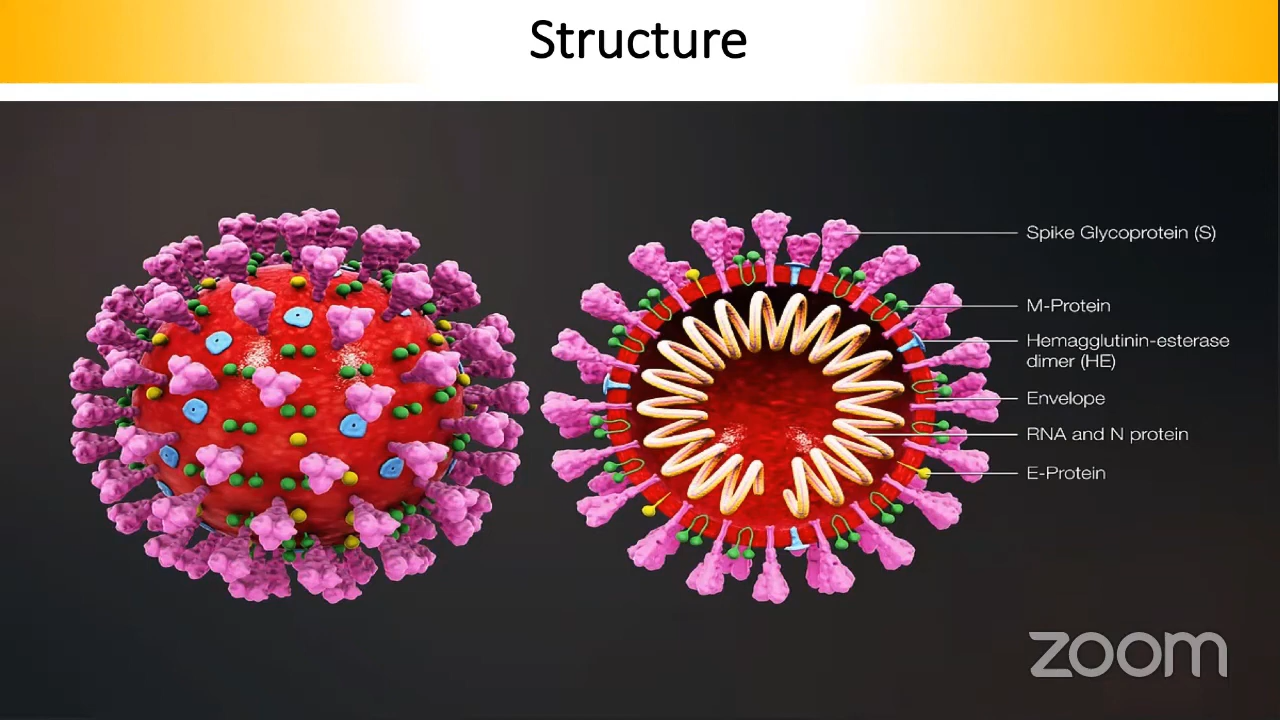 Structure
Spike Glycoprotein (S)
M-Protein
Hemagglutinin-esterase
dimer (HE)
Envelope
RNA and N protein
E-Protein
zoom